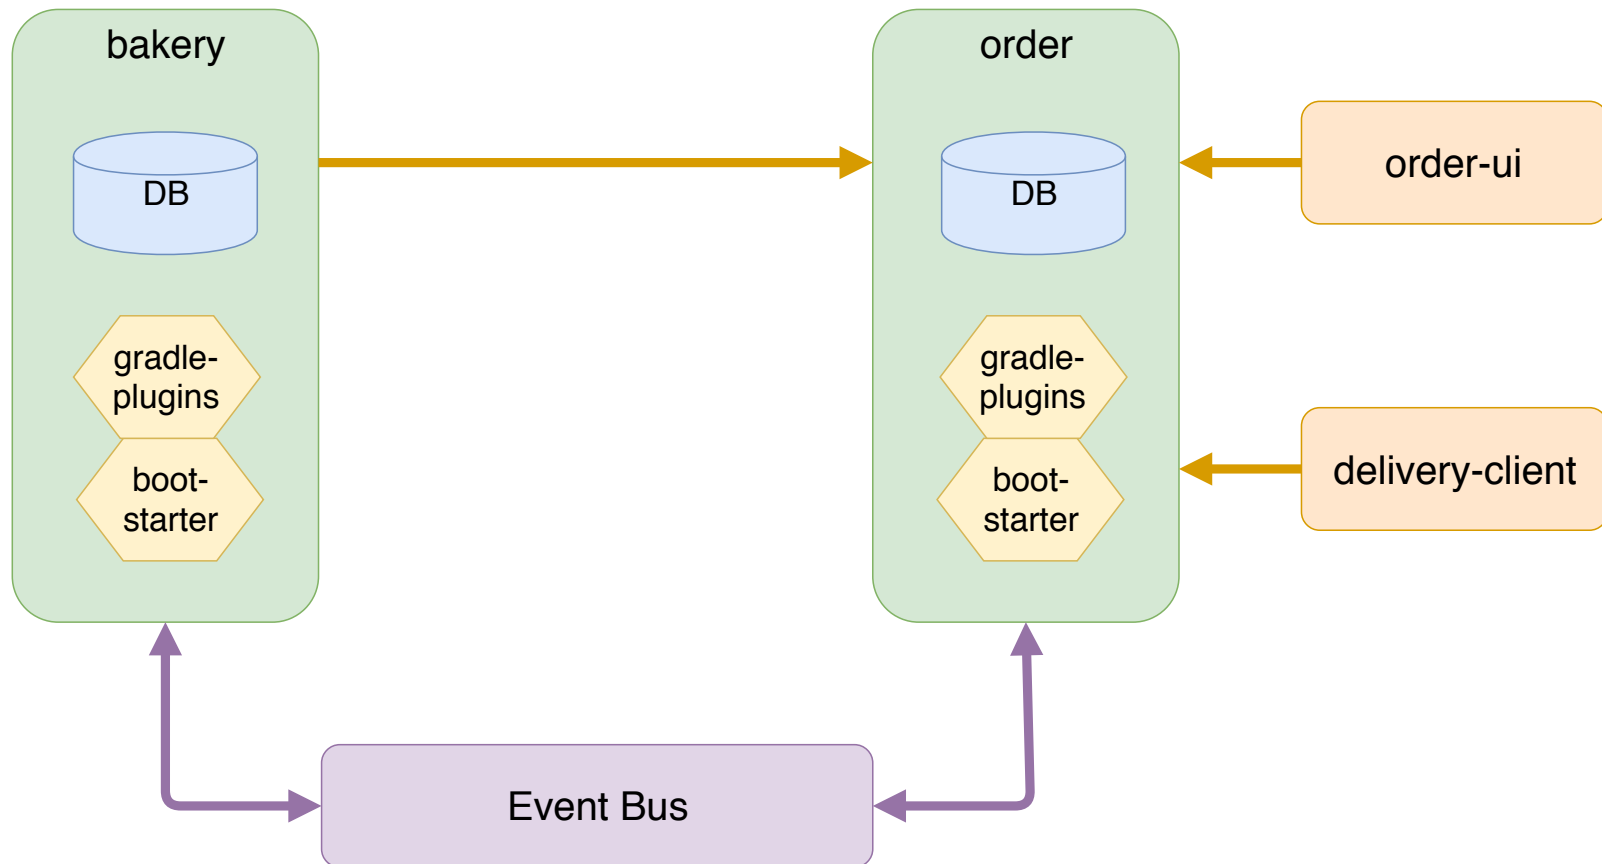 bakery
DB
gradle-
plugins
boot-
starter
order
DB
gradle-
plugins
boot-
starter
order-ui
delivery-client
Event Bus